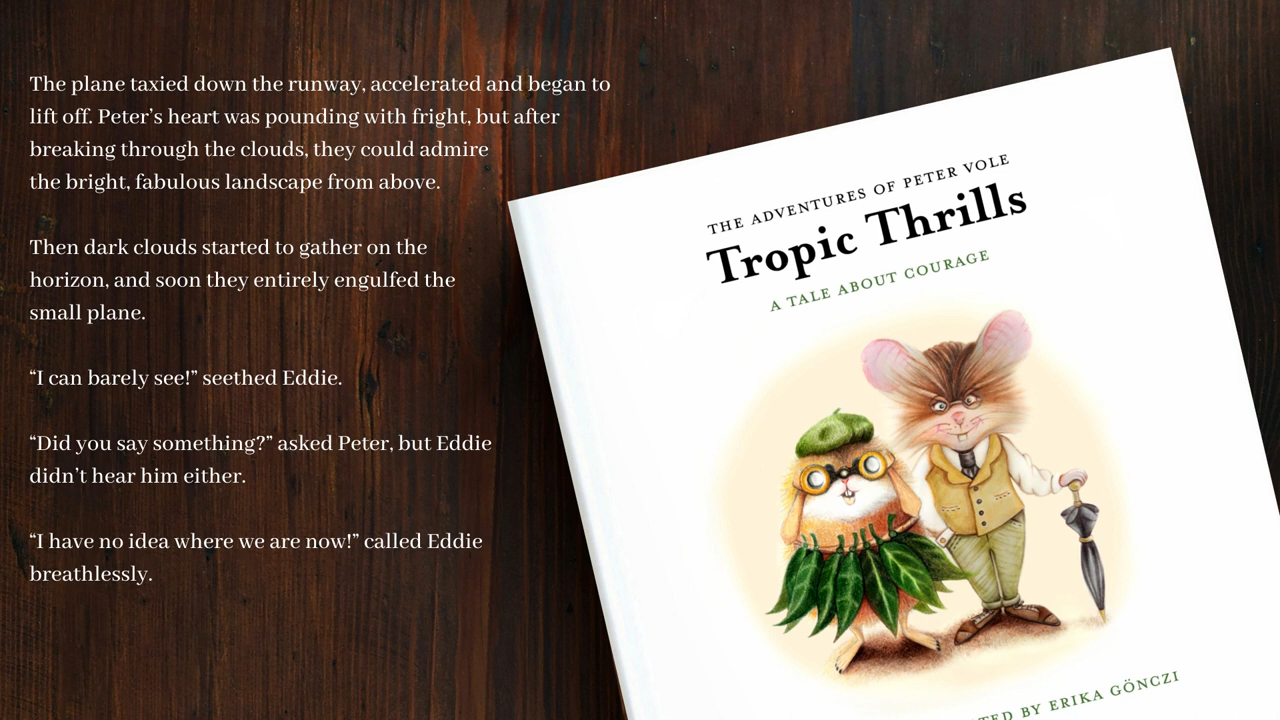 The plane taxied down the runway, accelerated and began to
lift off. Peter’s heart was pounding with fright, but after
breaking through the clouds, they could admire
the bright, fabulous landscape from above.
Then dark clouds started to gather on the
horizon, and soon they entirely engulfed the
small plane.
“I can barely see!” seethed Eddie.
“Did you say something?” asked Peter, but Eddie
didn’t hear him either.
“I have no idea where we are now!” called Eddie
breathlessly.
THE ADVENTURES OF PETER VOLE
Tropic Thrills
A TALE ABOUT COURAGE
BY ERIKA GÖNCZI